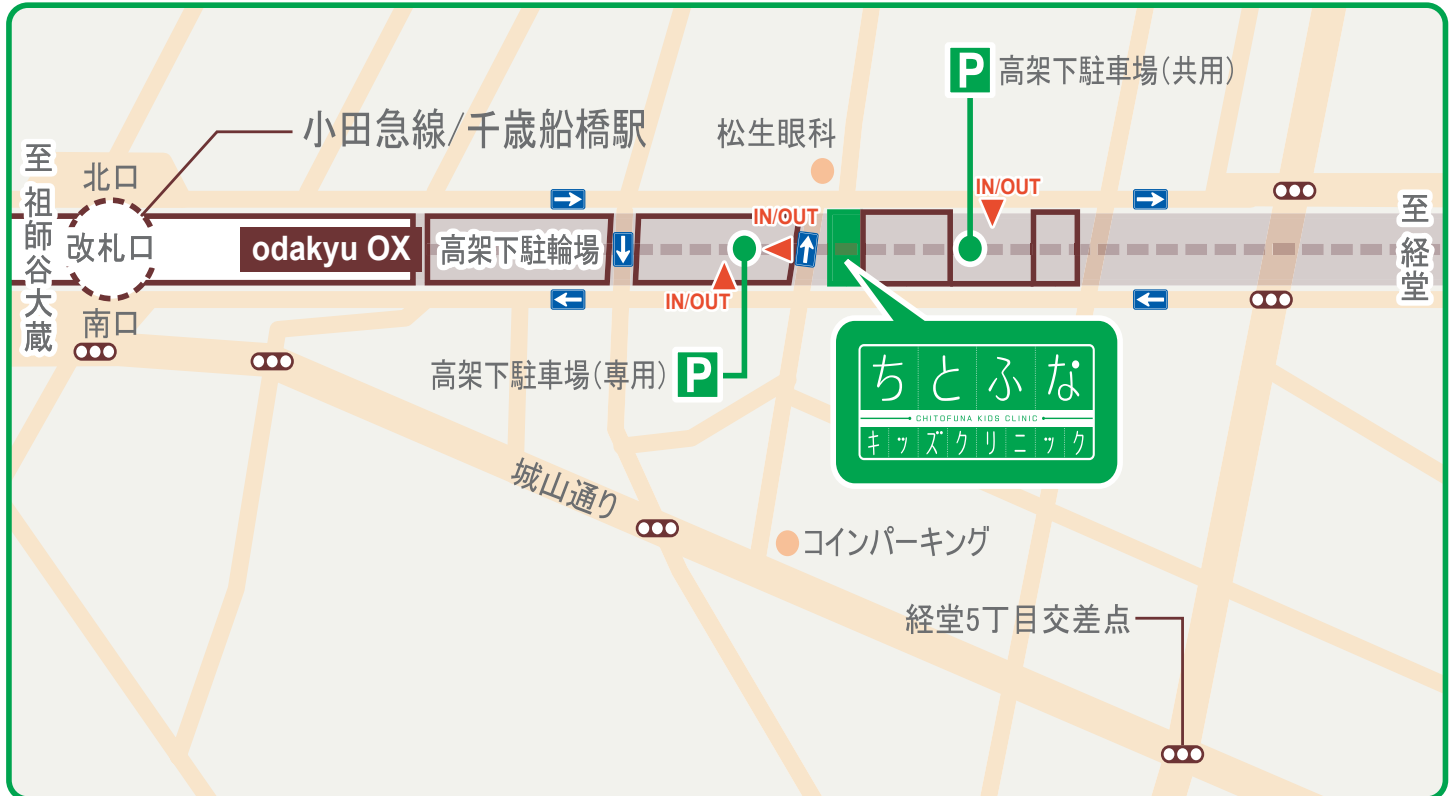 P 高架下駐車場(共用)
小田急線/千歳船橋駅
松生眼科
至祖師谷大蔵
北口
改札口
南口
odakyu OX
高架下駐輪場
IN/OUT
IN/OUT
IN/OUT
至経堂
高架下駐車場(専用) P
ちとふな
CHITOFUNA KIDS CLINIC
キッズクリニック
城山通り
コインパーキング
経堂5丁目交差点